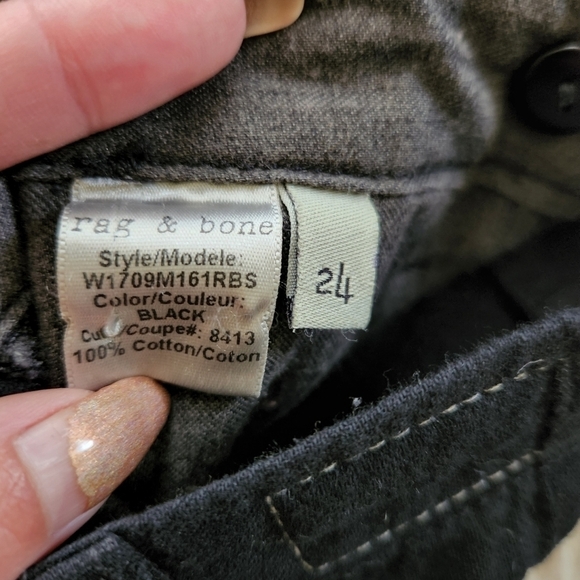 rag & bone
Style/Modele:
W1709M161RBS
Color/Couleur:
BLACK
Cut /Coupe#: 8413
100% Cotton/Coton
24